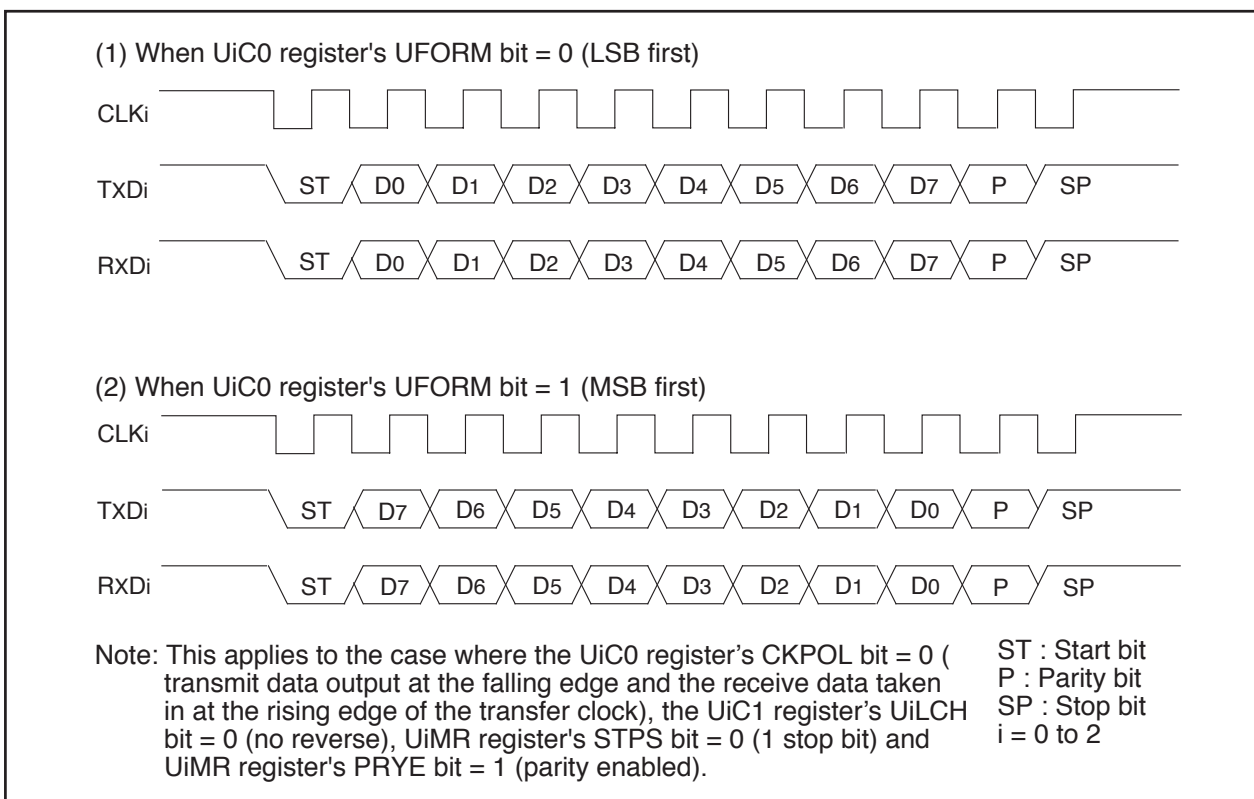 (1) When UiC0 register's UFORM bit = 0 (LSB first)
CLKi
TXDi ST D0 D1 D2 D3 D4 D5 D6 D7 P SP
RXDi ST D0 D1 D2 D3 D4 D5 D6 D7 P SP
(2) When UiC0 register's UFORM bit = 1 (MSB first)
CLKi
TXDi ST D7 D6 D5 D4 D3 D2 D1 D0 P SP
RXDi ST D7 D6 D5 D4 D3 D2 D1 D0 P SP
Note: This applies to the case where the UiC0 register's CKPOL bit = 0 (
transmit data output at the falling edge and the receive data taken
in at the rising edge of the transfer clock), the UiC1 register's UiLCH
bit = 0 (no reverse), UiMR register's STPS bit = 0 (1 stop bit) and
UiMR register's PRYE bit = 1 (parity enabled).
ST : Start bit
P : Parity bit
SP : Stop bit
i = 0 to 2